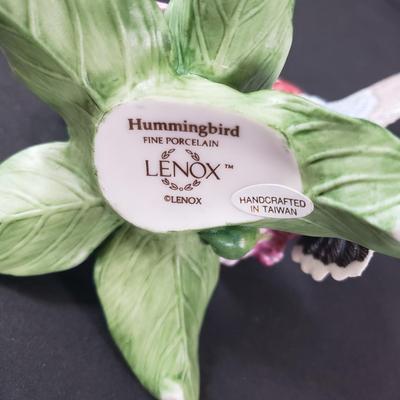 Hummingbird
FINE PORCELAIN
LENOX™
©LENOX
HANDCRAFTED
IN TAIWAN